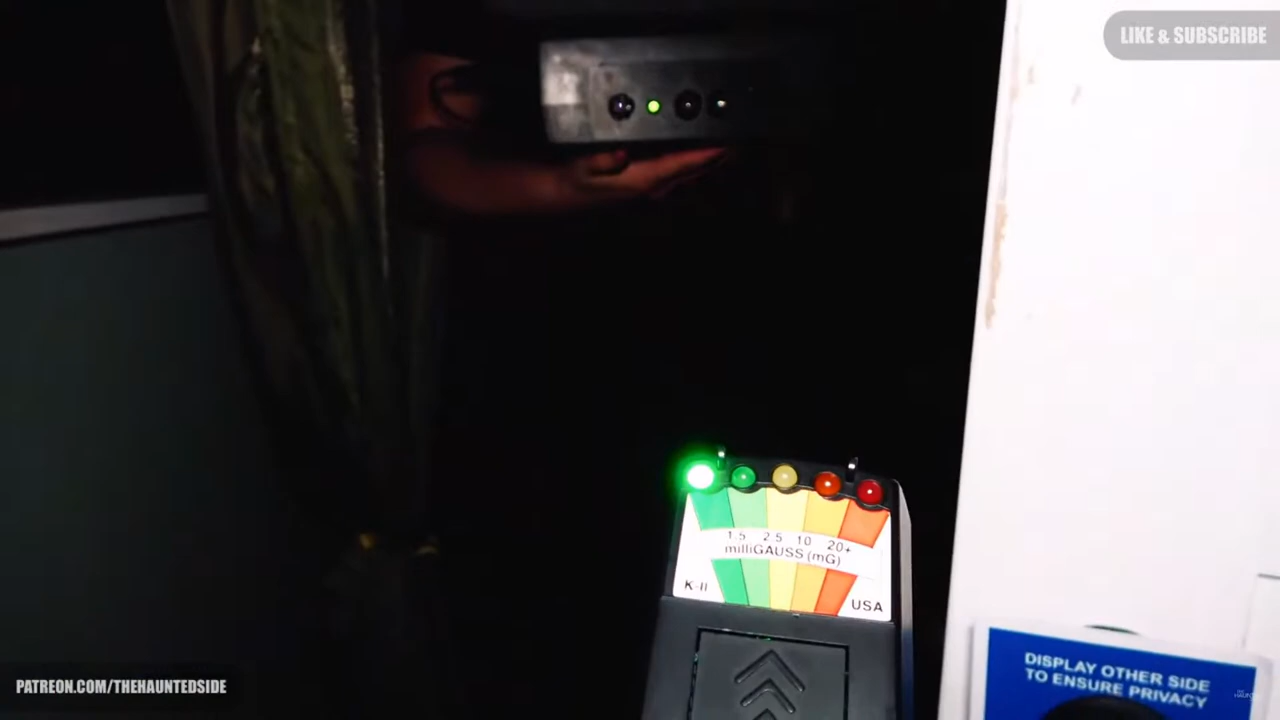 LIKE & SUBSCRIBE
1.5 2.5 10 20+
milliGAUSS (mG)
K-II
USA
DISPLAY OTHER SIDE
TO ENSURE PRIVACY
PATREON.COM/THEHAUNTEDSIDE